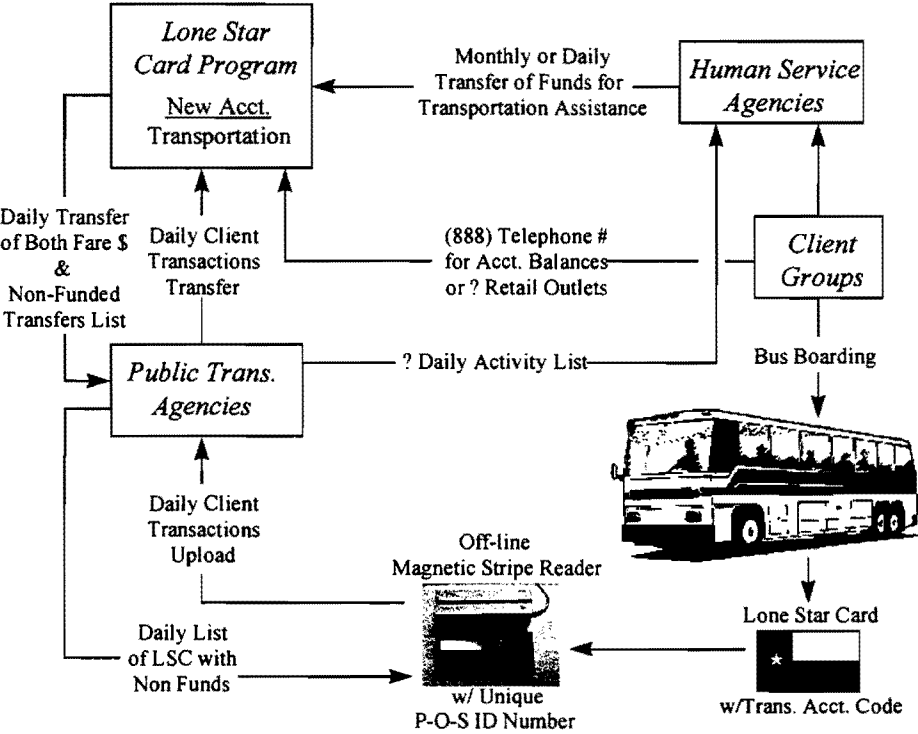 Lone Star
Card Program
New Acct.
Transportation
Monthly or Daily
Transfer of Funds for
Transportation Assistance
Human Service
Agencies
Daily Transfer
of Both Fare $
&
Non-Funded
Transfers List
Daily Client
Transactions
Transfer
(888) Telephone #
for Acct. Balances
or ? Retail Outlets
Client
Groups
Public Trans.
Agencies
? Daily Activity List
Bus Boarding
Daily Client
Transactions
Upload
Off-line
Magnetic Stripe Reader
Lone Star Card
Daily List
of LSC with
Non Funds
w/ Unique
P-O-S ID Number
w/Trans. Acct. Code